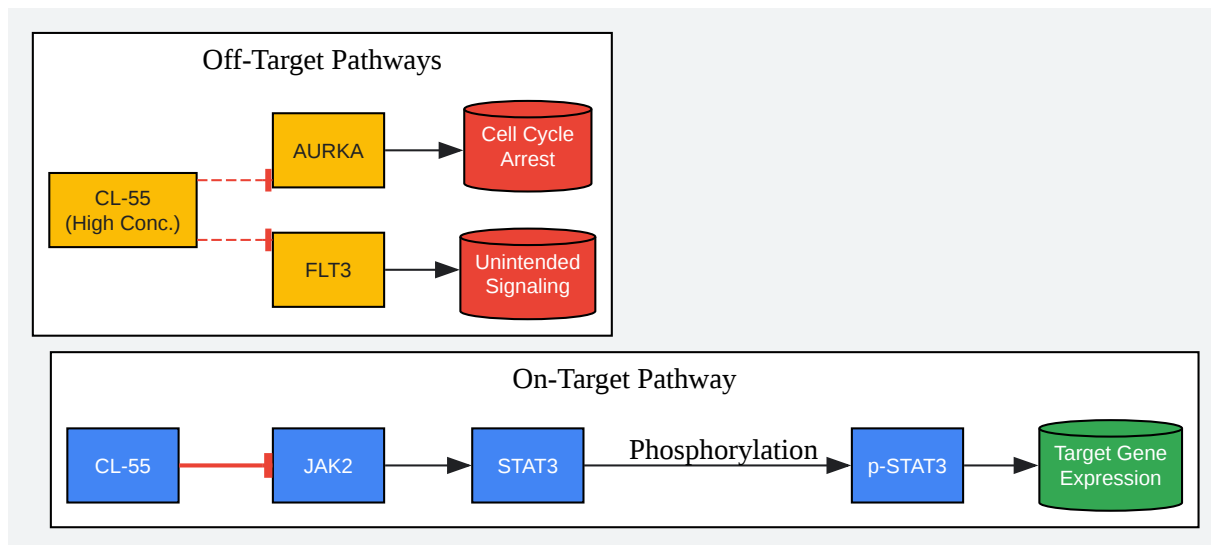 Off-Target Pathways
CL-55
(High Conc.)
AURKA
Cell Cycle
Arrest
FLT3
Unintended
Signaling
On-Target Pathway
CL-55
JAK2
STAT3
Phosphorylation
p-STAT3
Target Gene
Expression